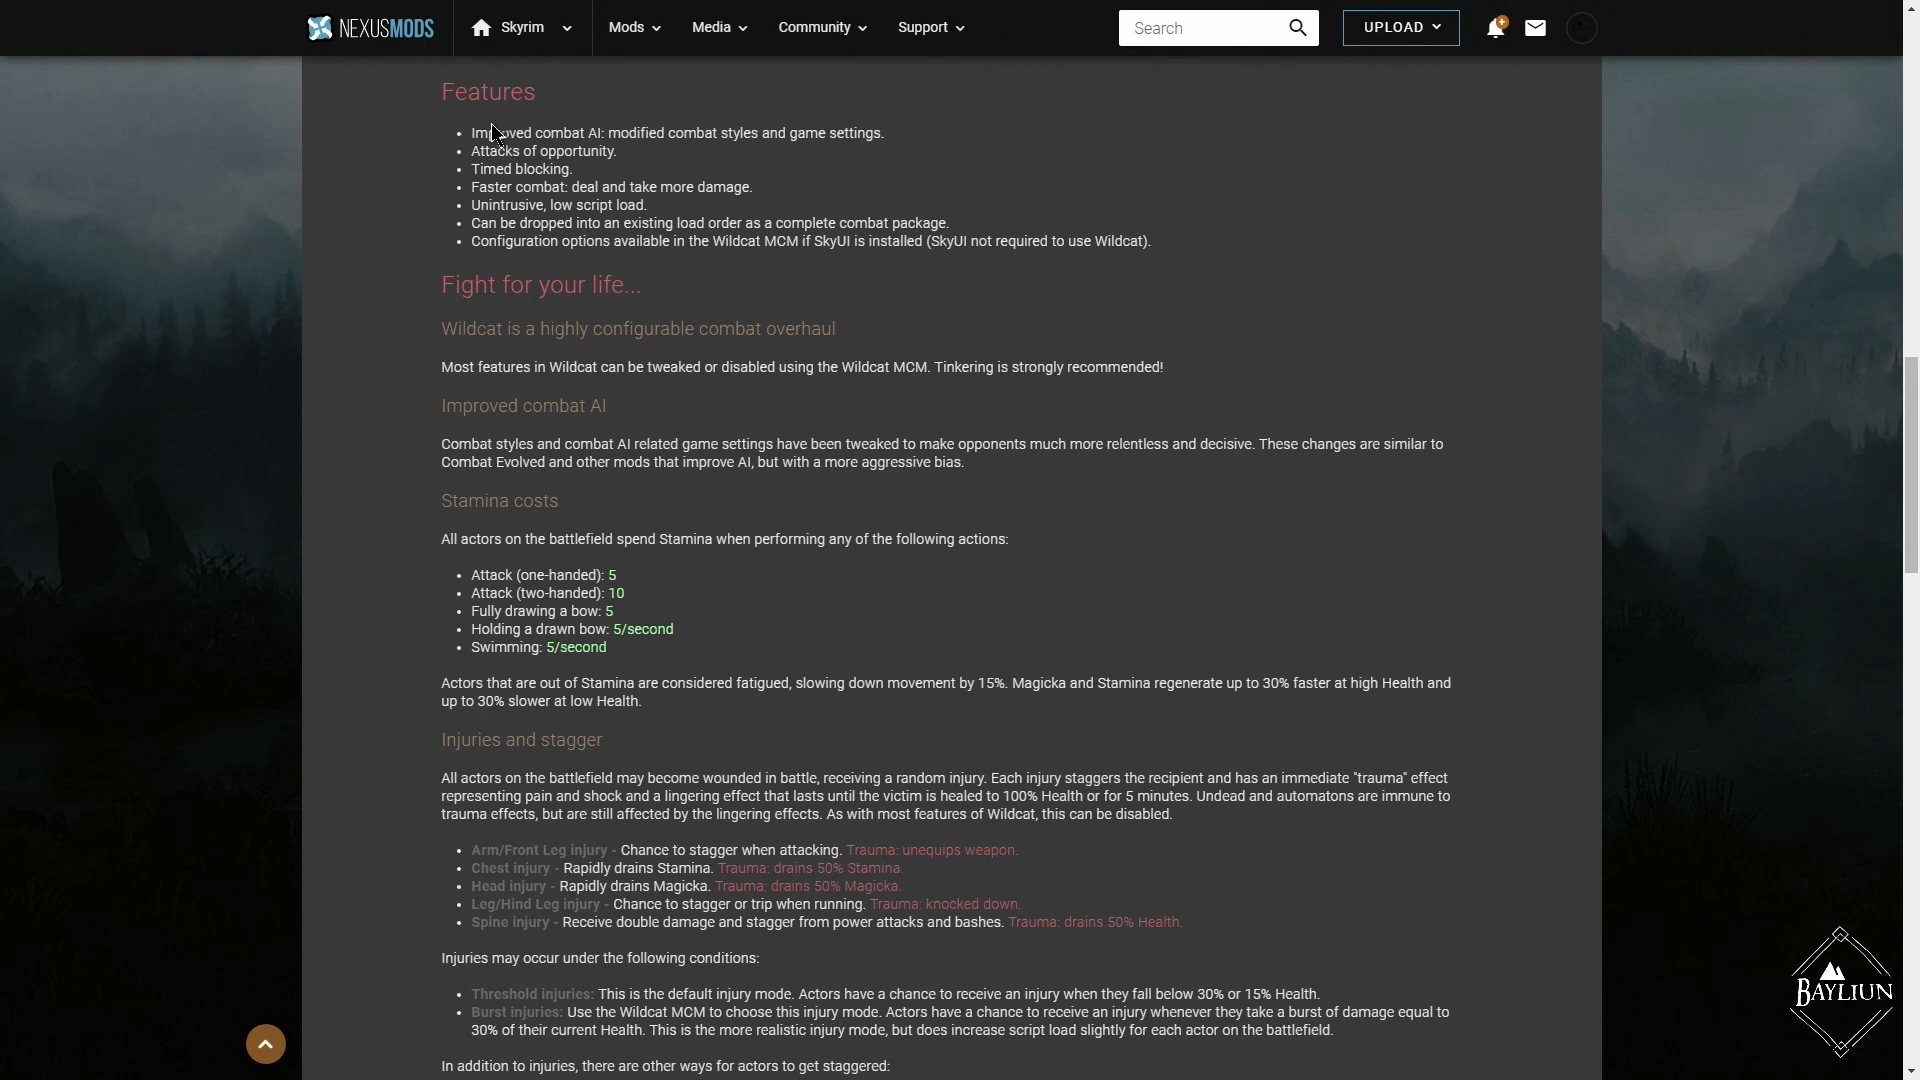 NEXUSMODS
Skyrim
Mods
Media
Community
Support
Search
UPLOAD
Features
Improved combat AI: modified combat styles and game settings.
Attacks of opportunity.
Timed blocking.
Faster combat: deal and take more damage.
Unintrusive, low script load.
Can be dropped into an existing load order as a complete combat package.
Configuration options available in the Wildcat MCM if SkyUI is installed (SkyUI not required to use Wildcat).
Fight for your life...
Wildcat is a highly configurable combat overhaul
Most features in Wildcat can be tweaked or disabled using the Wildcat MCM. Tinkering is strongly recommended!
Improved combat AI
Combat styles and combat AI related game settings have been tweaked to make opponents much more relentless and decisive. These changes are similar to
Combat Evolved and other mods that improve AI, but with a more aggressive bias.
Stamina costs
All actors on the battlefield spend Stamina when performing any of the following actions:
Attack (one-handed): 5
Attack (two-handed): 10
Fully drawing a bow: 5
Holding a drawn bow: 5/second
Swimming: 5/second
Actors that are out of Stamina are considered fatigued, slowing down movement by 15%. Magicka and Stamina regenerate up to 30% faster at high Health and
up to 30% slower at low Health.
Injuries and stagger
All actors on the battlefield may become wounded in battle, receiving a random injury. Each injury staggers the recipient and has an immediate "trauma" effect
representing pain and shock and a lingering effect that lasts until the victim is healed to 100% Health or for 5 minutes. Undead and automatons are immune to
trauma effects, but are still affected by the lingering effects. As with most features of Wildcat, this can be disabled.
Arm/Front Leg injury - Chance to stagger when attacking. Trauma: unequips weapon.
Chest injury - Rapidly drains Stamina. Trauma: drains 50% Stamina.
Head injury - Rapidly drains Magicka. Trauma: drains 50% Magicka.
Leg/Hind Leg injury - Chance to stagger or trip when running. Trauma: knocked down.
Spine injury - Receive double damage and stagger from power attacks and bashes. Trauma: drains 50% Health.
Injuries may occur under the following conditions:
Threshold injuries: This is the default injury mode. Actors have a chance to receive an injury when they fall below 30% or 15% Health.
Burst injuries: Use the Wildcat MCM to choose this injury mode. Actors have a chance to receive an injury whenever they take a burst of damage equal to
30% of their current Health. This is the more realistic injury mode, but does increase script load slightly for each actor on the battlefield.
In addition to injuries, there are other ways for actors to get staggered:
BAYLIUN